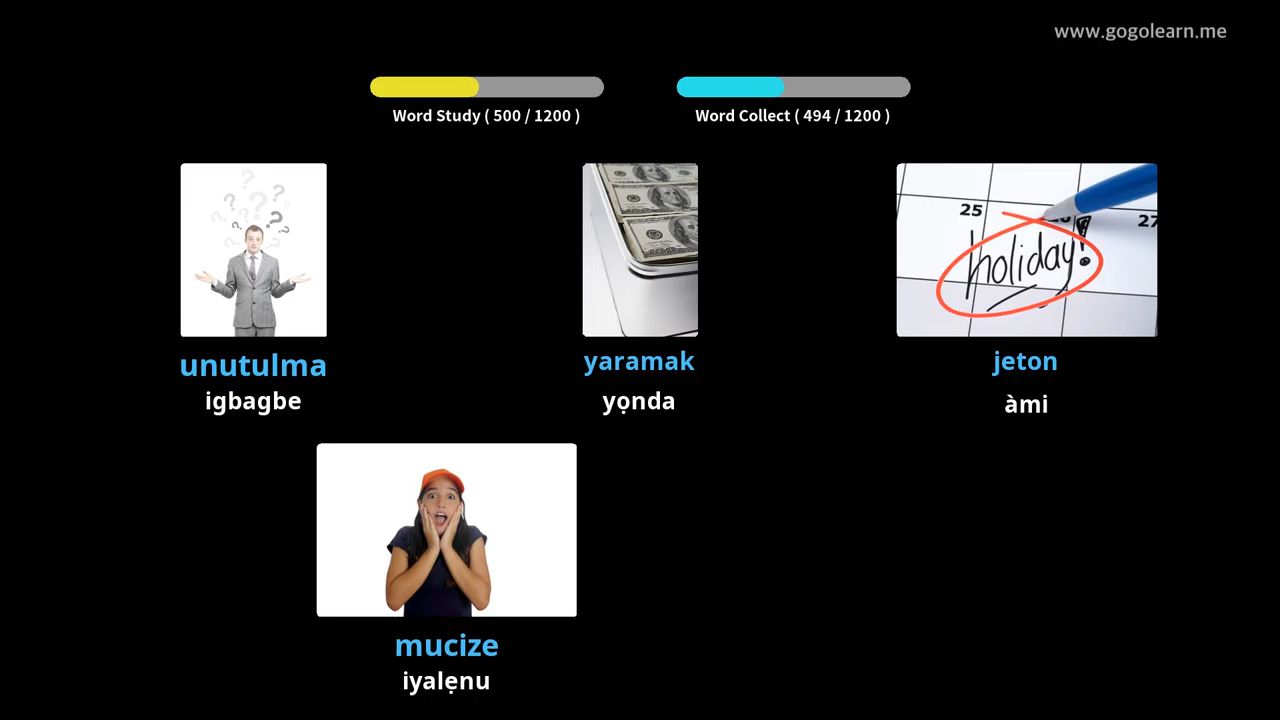 www.gogolearn.me
Word Study ( 500 / 1200 )
Word Collect ( 494 / 1200 )
25
27
holiday!
unutulma
igbagbe
yaramak
yọnda
jeton
àmi
mucize
iyalẹnu